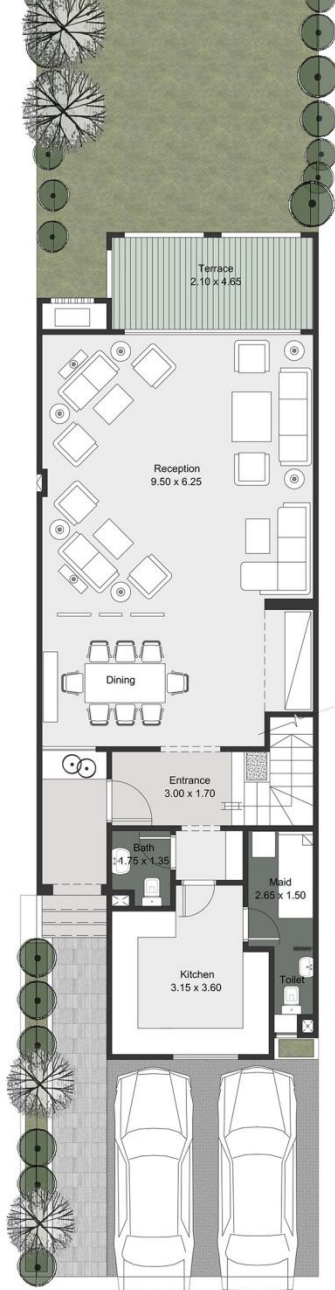 Terrace
2.10 x 4.65
Reception
9.50 x 6.25
Dining
Entrance
3.00 x 1.70
Bath
1.75 x 1.35
Maid
2.65 x 1.50
Kitchen
3.15 x 3.60
Toilet